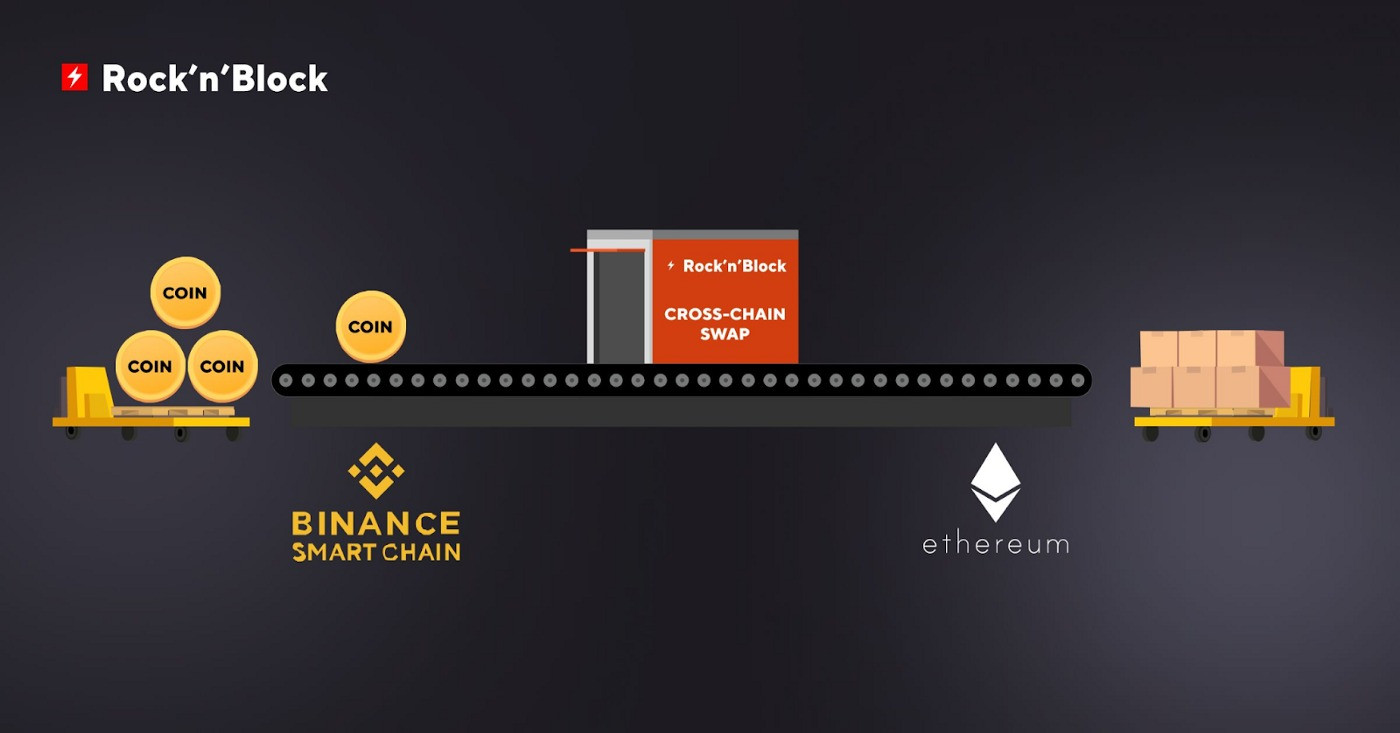 Rock'n'Block
Rock'n'Block
CROSS-CHAIN
SWAP
COIN
COIN
COIN COIN
BINANCE
SMART CHAIN
ethereum